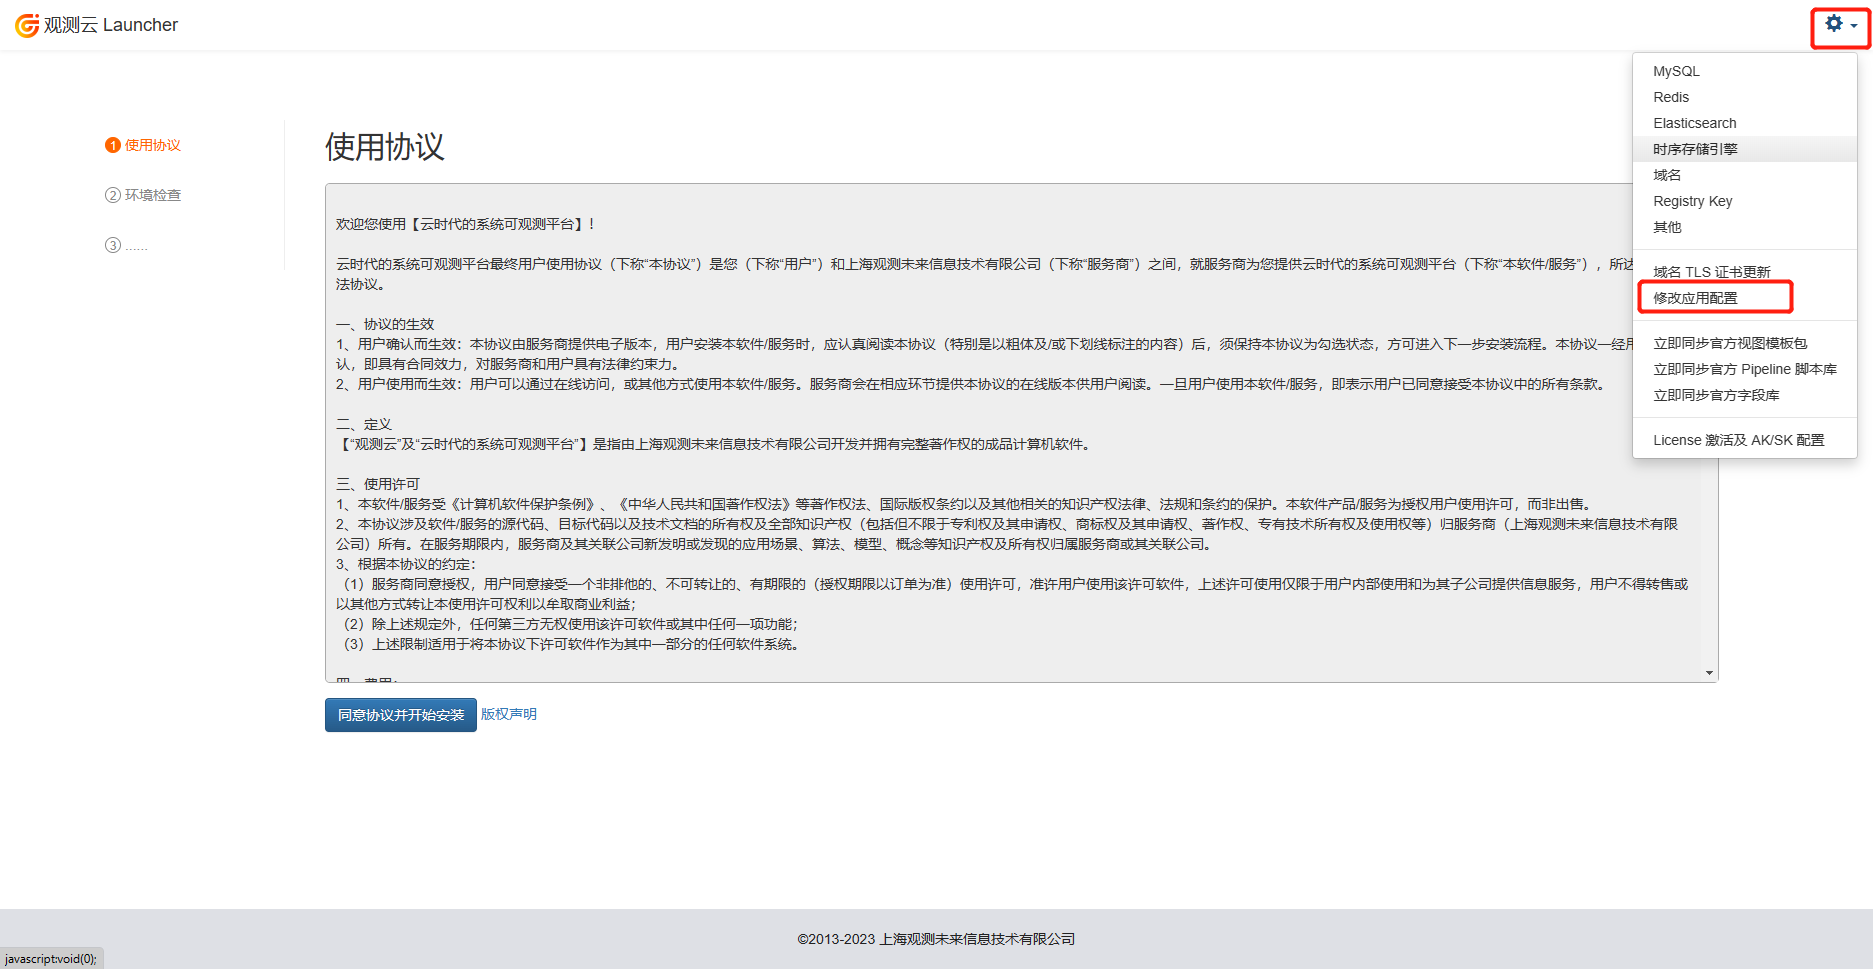 观测云 Launcher
MySQL
Redis
Elasticsearch
时序存储引擎
域名
Registry Key
其他
域名 TLS 证书更新
修改应用配置
立即同步官方视图模板包
立即同步官方 Pipeline 脚本库
立即同步官方字段库
License 激活及 AK/SK 配置
1 使用协议
2 环境检查
3 ......
使用协议
欢迎您使用【云时代的系统可观测平台】!
云时代的系统可观测平台最终用户使用协议（下称“本协议”）是您（下称“用户”）和上海观测未来信息技术有限公司（下称“服务商”）之间，就服务商为您提供云时代的系统可观测平台（下称“本软件/服务”），所达
法协议。
一、协议的生效
1、用户确认而生效：本协议由服务商提供电子版本，用户安装本软件/服务时，应认真阅读本协议（特别是以粗体及/或下划线标注的内容）后，须保持本协议为勾选状态，方可进入下一步安装流程。本协议一经用
认，即具有合同效力，对服务商和用户具有法律约束力。
2、用户使用而生效：用户可以通过在线访问，或其他方式使用本软件/服务。服务商会在相应环节提供本协议的在线版本供用户阅读。一旦用户使用本软件/服务，即表示用户已同意接受本协议中的所有条款。
二、定义
【“观测云”及“云时代的系统可观测平台”】是指由上海观测未来信息技术有限公司开发并拥有完整著作权的成品计算机软件。
三、使用许可
1、本软件/服务受《计算机软件保护条例》、《中华人民共和国著作权法》等著作权法、国际版权条约以及其他相关的知识产权法律、法规和条约的保护。本软件产品/服务为授权用户使用许可，而非出售。
2、本协议涉及软件/服务的源代码、目标代码以及技术文档的所有权及全部知识产权（包括但不限于专利权及其申请权、商标权及其申请权、著作权、专有技术所有权及使用权等）归服务商（上海观测未来信息技术有限
公司）所有。在服务期限内，服务商及其关联公司新发明或发现的应用场景、算法、模型、概念等知识产权及所有权归属服务商或其关联公司。
3、根据本协议的约定：
（1）服务商同意授权，用户同意接受一个非排他的、不可转让的、有期限的（授权期限以订单为准）使用许可，准许用户使用该许可软件，上述许可使用仅限于用户内部使用和为其子公司提供信息服务，用户不得转售或
以其他方式转让本使用许可权利以牟取商业利益；
（2）除上述规定外，任何第三方无权使用该许可软件或其中任何一项功能；
（3）上述限制适用于将本协议下许可软件作为其中一部分的任何软件系统。
四、费用：
同意协议并开始安装 版权声明
©2013-2023 上海观测未来信息技术有限公司
javascript:void(0);